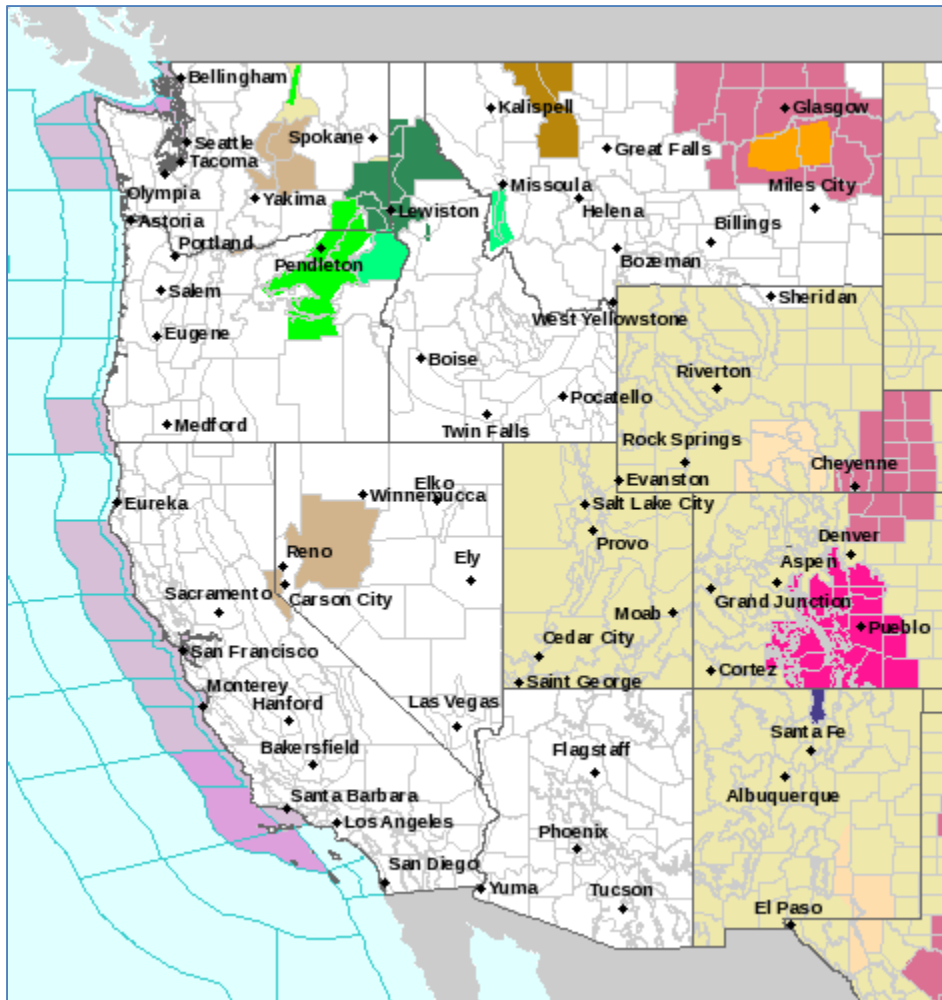 Bellingham
Kalispell
Glasgow
Spokane
Seattle
Great Falls
Tacoma
Missoula
Miles City
Olympia
Yakima
Lewiston
Helena
Astoria
Billings
Portland
Pendleton
Bozeman
Salem
Sheridan
West Yellowstone
Eugene
Boise
Riverton
Pocatello
Medford
Twin Falls
Rock Springs
Cheyenne
Elko
Evanston
Winnemucca
Eureka
Salt Lake City
Denver
Provo
Reno
Ely
Aspen
Sacramento
Carson City
Grand Junction
Moab
Pueblo
Cedar City
San Francisco
Cortez
Saint George
Monterey
Hanford
Las Vegas
Santa Fe
Bakersfield
Flagstaff
Albuquerque
Santa Barbara
Los Angeles
Phoenix
San Diego
Yuma
Tucson
El Paso